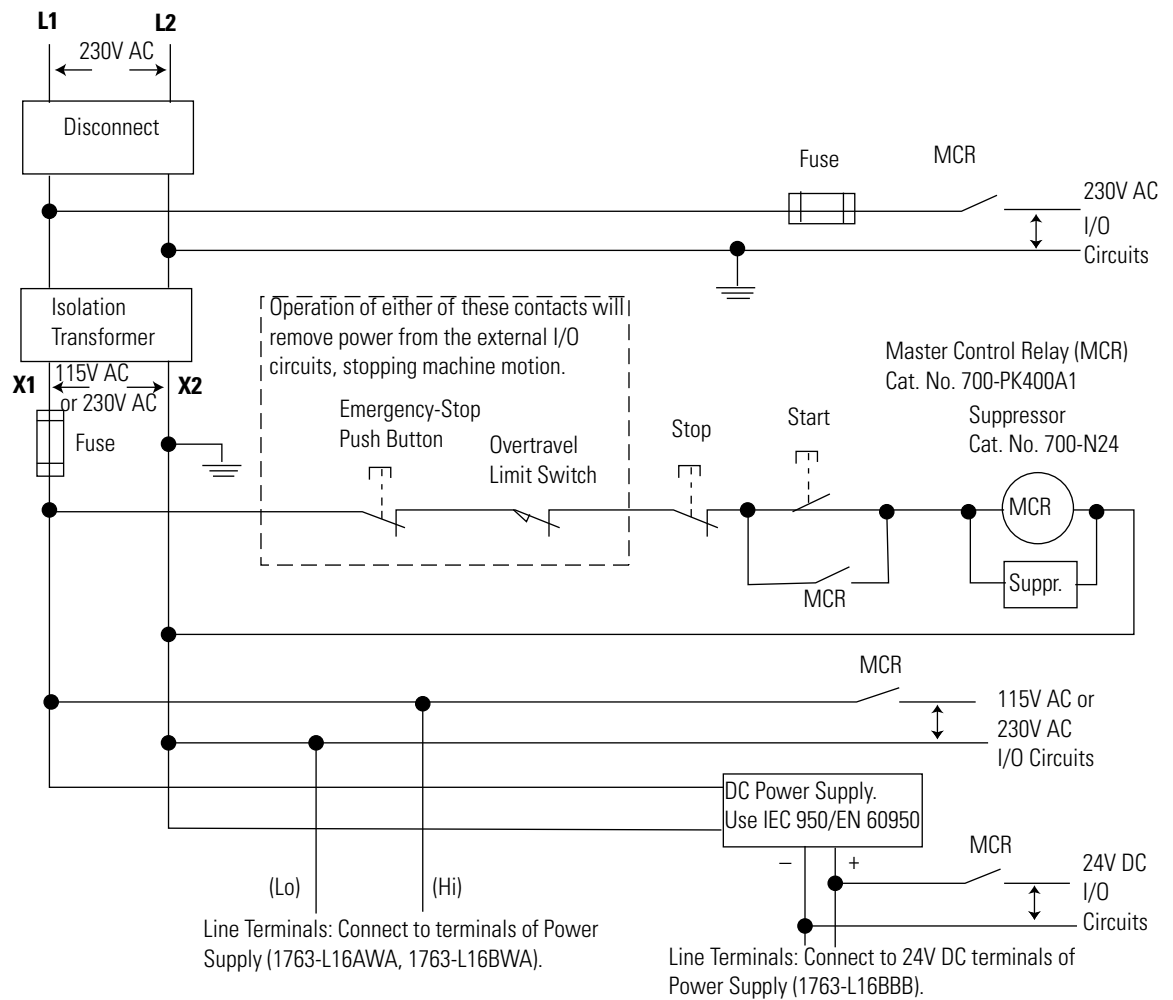 L1
L2
230V AC
Disconnect
Fuse
MCR
230V AC
I/O
Circuits
Isolation
Transformer
Operation of either of these contacts will
remove power from the external I/O
circuits, stopping machine motion.
Master Control Relay (MCR)
Cat. No. 700-PK400A1
X1
115V AC
or 230V AC
X2
Fuse
Emergency-Stop
Push Button
Overtravel
Limit Switch
Stop
Start
Suppressor
Cat. No. 700-N24
MCR
Suppr.
MCR
MCR
115V AC or
230V AC
I/O Circuits
DC Power Supply.
Use IEC 950/EN 60950
–
+
MCR
24V DC
I/O
Circuits
(Lo)
(Hi)
Line Terminals: Connect to terminals of Power
Supply (1763-L16AWA, 1763-L16BWA).
Line Terminals: Connect to 24V DC terminals of
Power Supply (1763-L16BBB).